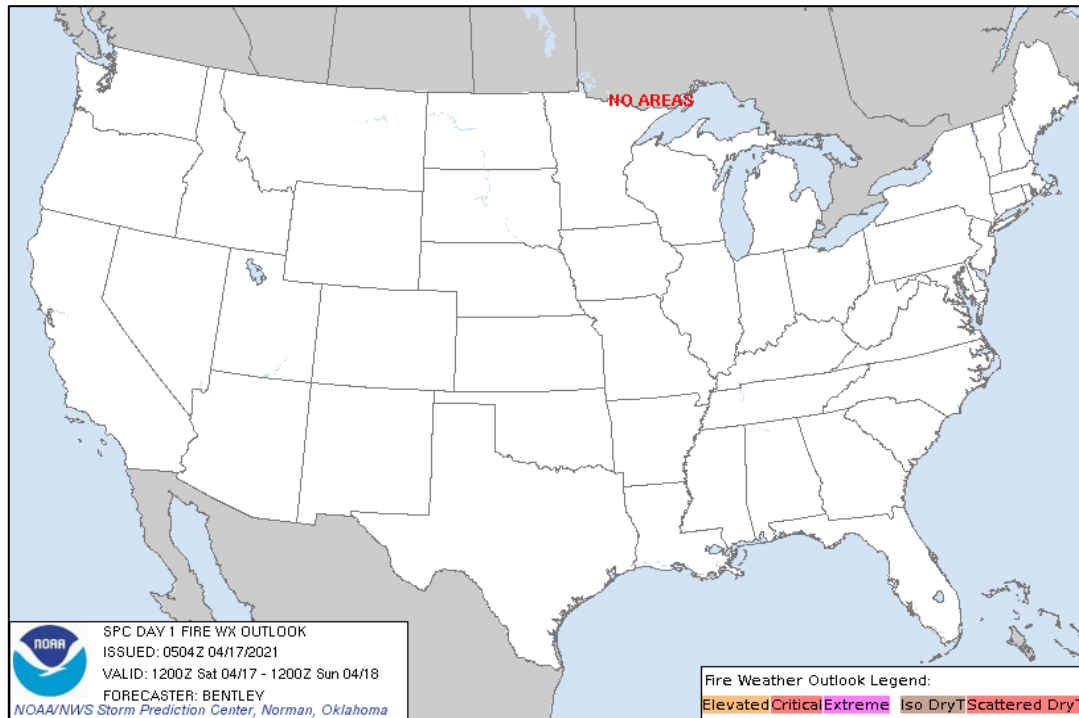 NO AREAS
NOAA
SPC DAY 1 FIRE WX OUTLOOK
ISSUED: 0504Z 04/17/2021
VALID: 1200Z Sat 04/17 - 1200Z Sun 04/18
FORECASTER: BENTLEY
NOAA/NWS Storm Prediction Center, Norman, Oklahoma
Fire Weather Outlook Legend:
Elevated Critical Extreme Iso DryT Scattered DryT